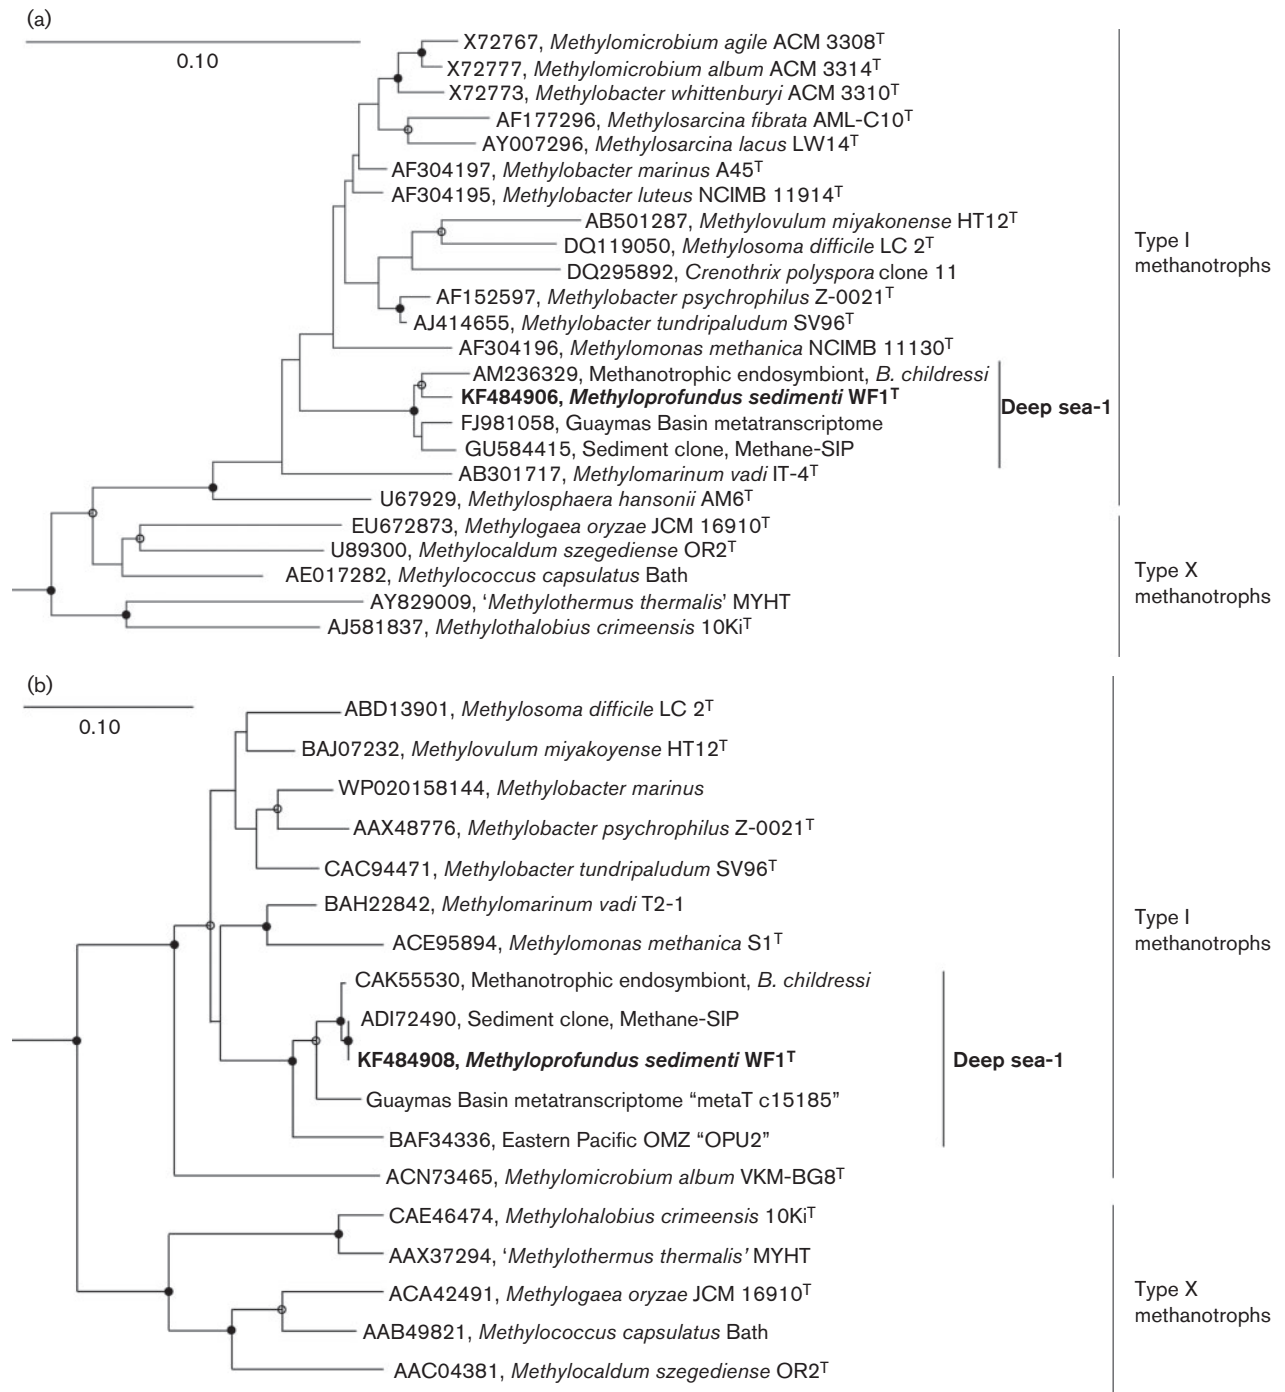 (a)
0.10
X72767, Methylomicrobium agile ACM 3308T
X72777, Methylomicrobium album ACM 3314T
X72773, Methylobacter whittenburyi ACM 3310T
AF177296, Methylosarcina fibrata AML-C10T
AY007296, Methylosarcina lacus LW14T
AF304197, Methylobacter marinus A45T
AF304195, Methylobacter luteus NCIMB 11914T
AB501287, Methylovulum miyakonense HT12T
DQ119050, Methylosoma difficile LC 2T
DQ295892, Crenothrix polyspora clone 11
AF152597, Methylobacter psychrophilus Z-0021T
AJ414655, Methylobacter tundripaludum SV96T
AF304196, Methylomonas methanica NCIMB 11130T
AM236329, Methanotrophic endosymbiont, B. childressi
KF484906, Methyloprofundus sedimenti WF1T
FJ981058, Guaymas Basin metatranscriptome
GU584415, Sediment clone, Methane-SIP
AB301717, Methylomarinum vadi IT-4T
U67929, Methylosphaera hansonii AM6T
EU672873, Methylogaea oryzae JCM 16910T
U89300, Methylocaldum szegediense OR2T
AE017282, Methylococcus capsulatus Bath
AY829009, 'Methylothermus thermalis' MYHT
AJ581837, Methylothalobius crimeensis 10KiT
Deep sea-1
Type I
methanotrophs
Type X
methanotrophs
(b)
0.10
ABD13901, Methylosoma difficile LC 2T
BAJ07232, Methylovulum miyakoyense HT12T
WP020158144, Methylobacter marinus
AAX48776, Methylobacter psychrophilus Z-0021T
CAC94471, Methylobacter tundripaludum SV96T
BAH22842, Methylomarinum vadi T2-1
ACE95894, Methylomonas methanica S1T
CAK55530, Methanotrophic endosymbiont, B. childressi
ADI72490, Sediment clone, Methane-SIP
KF484908, Methyloprofundus sedimenti WF1T
Guaymas Basin metatranscriptome “metaT c15185”
BAF34336, Eastern Pacific OMZ “OPU2”
ACN73465, Methylomicrobium album VKM-BG8T
CAE46474, Methylohalobius crimeensis 10KiT
AAX37294, 'Methylothermus thermalis' MYHT
ACA42491, Methylogaea oryzae JCM 16910T
AAB49821, Methylococcus capsulatus Bath
AAC04381, Methylocaldum szegediense OR2T
Deep sea-1
Type I
methanotrophs
Type X
methanotrophs